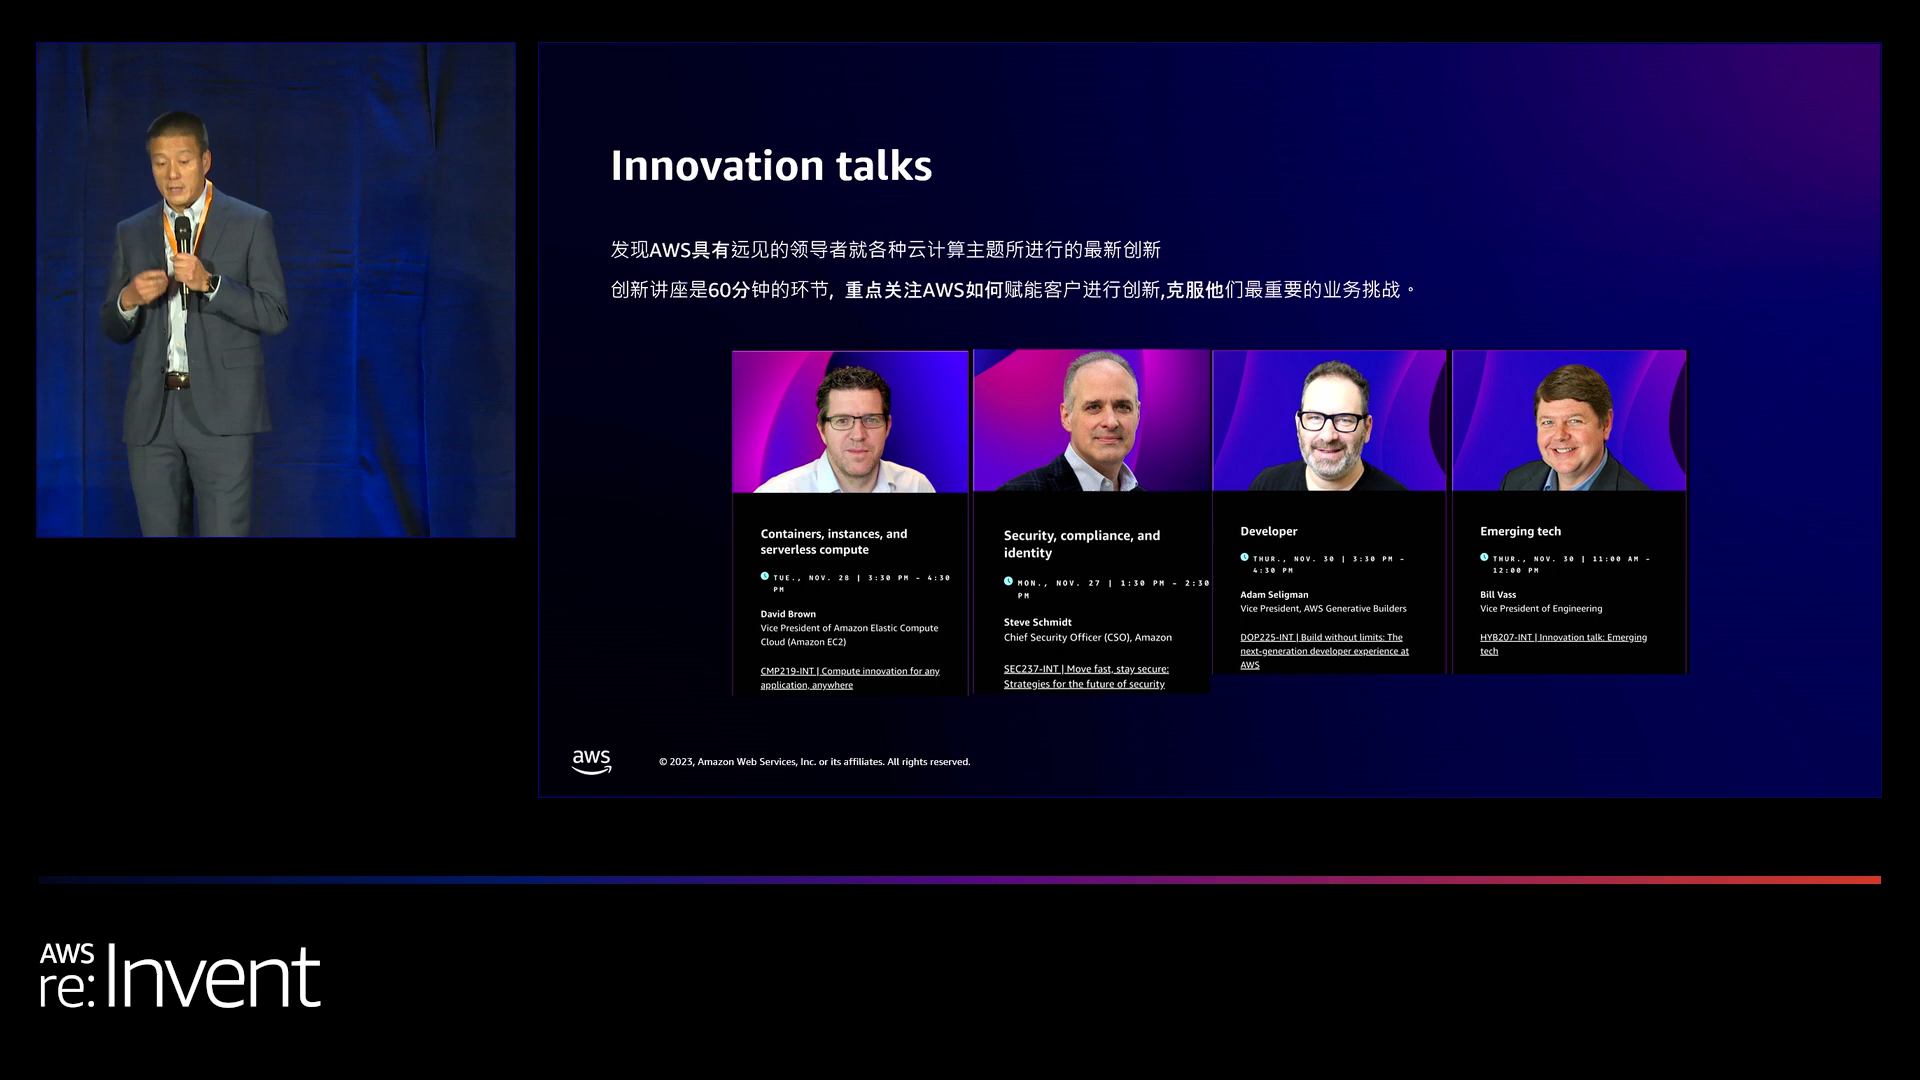 Innovation talks
发现AWS具有远见的领导者就各种云计算主题所进行的最新创新
创新讲座是60分钟的环节, 重点关注AWS如何赋能客户进行创新,克服他们最重要的业务挑战。
Containers, instances, and
serverless compute
TUE., NOV. 28 | 3:30 PM – 4:30
PM
David Brown
Vice President of Amazon Elastic Compute
Cloud (Amazon EC2)
CMP219-INT | Compute innovation for any
application, anywhere
Security, compliance, and
identity
MON., NOV. 27 | 1:30 PM – 2:30
PM
Steve Schmidt
Chief Security Officer (CSO), Amazon
SEC237-INT | Move fast, stay secure:
Strategies for the future of security
Developer
THUR., NOV. 30 | 3:30 PM –
4:30 PM
Adam Seligman
Vice President, AWS Generative Builders
DOP225-INT | Build without limits: The
next-generation developer experience at
AWS
Emerging tech
THUR., NOV. 30 | 11:00 AM –
12:00 PM
Bill Vass
Vice President of Engineering
HYB207-INT | Innovation talk: Emerging
tech
aws
© 2023, Amazon Web Services, Inc. or its affiliates. All rights reserved.
AWS
re:Invent